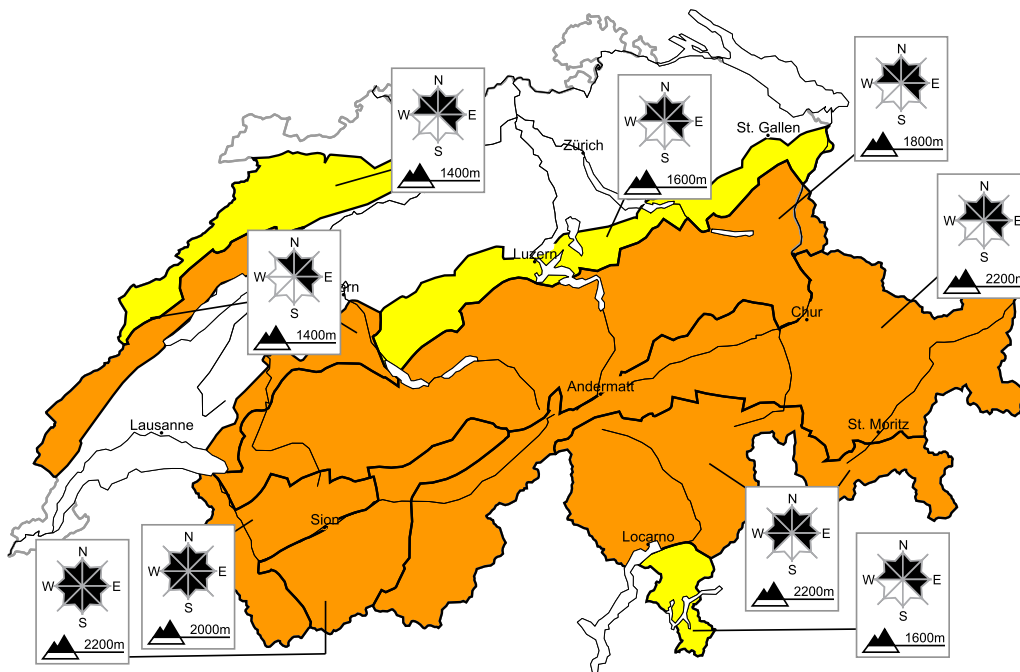 N
W E
S
1800m
N
W E
S
1400m
N
W E
S
1600m
St. Gallen
Zürich
N
W E
S
2200m
N
W E
S
1400m
Luzern
rn
Chur
Andermatt
Lausanne
St. Moritz
Sion
Locarno
N
W E
S
2200m
N
W E
S
2000m
N
W E
S
2200m
N
W E
S
1600m